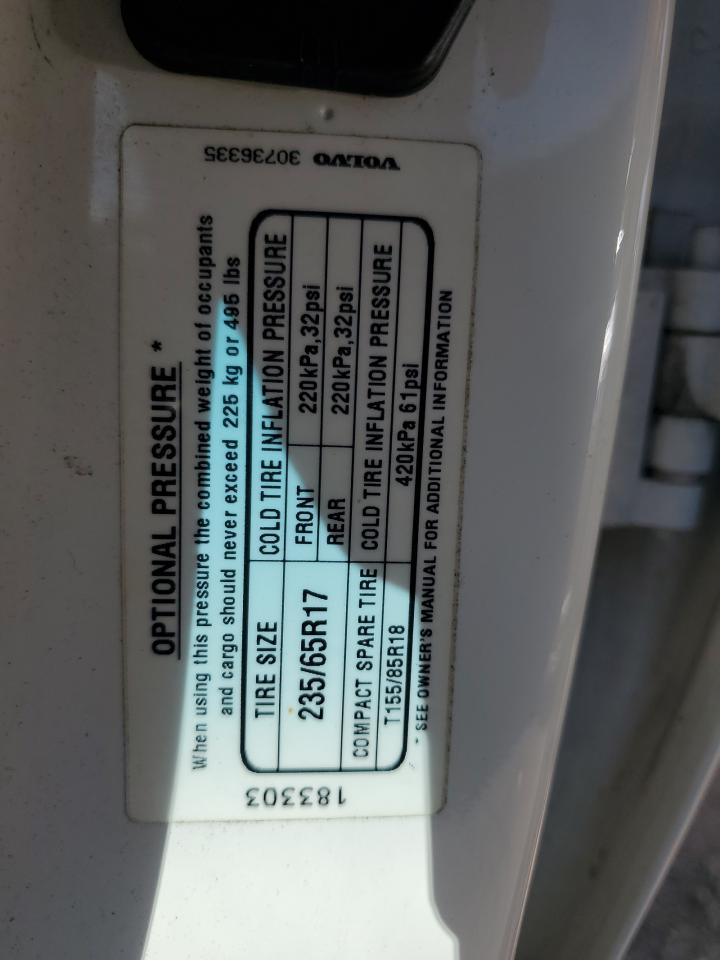 OPTIONAL PRESSURE *
When using this pressure the combined weight of occupants
and cargo should never exceed 225 kg or 495 lbs
TIRE SIZE COLD TIRE INFLATION PRESSURE
235/65R17 FRONT 220kPa,32psi
REAR 220kPa,32psi
COMPACT SPARE TIRE COLD TIRE INFLATION PRESSURE
T155/85R18 420kPa 61psi
* SEE OWNER'S MANUAL FOR ADDITIONAL INFORMATION
183303
VOLVO 30736335